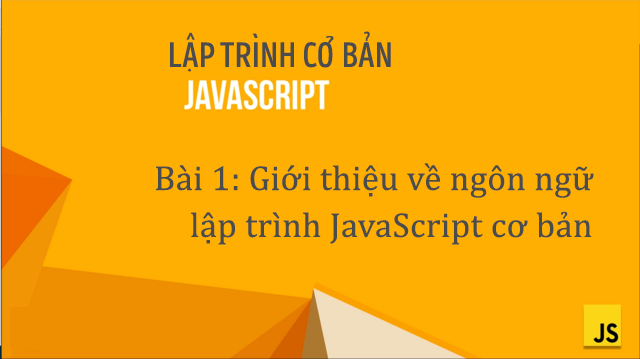 LẬP TRÌNH CƠ BẢN
JAVASCRIPT
Bài 1: Giới thiệu về ngôn ngữ
lập trình JavaScript cơ bản
JS